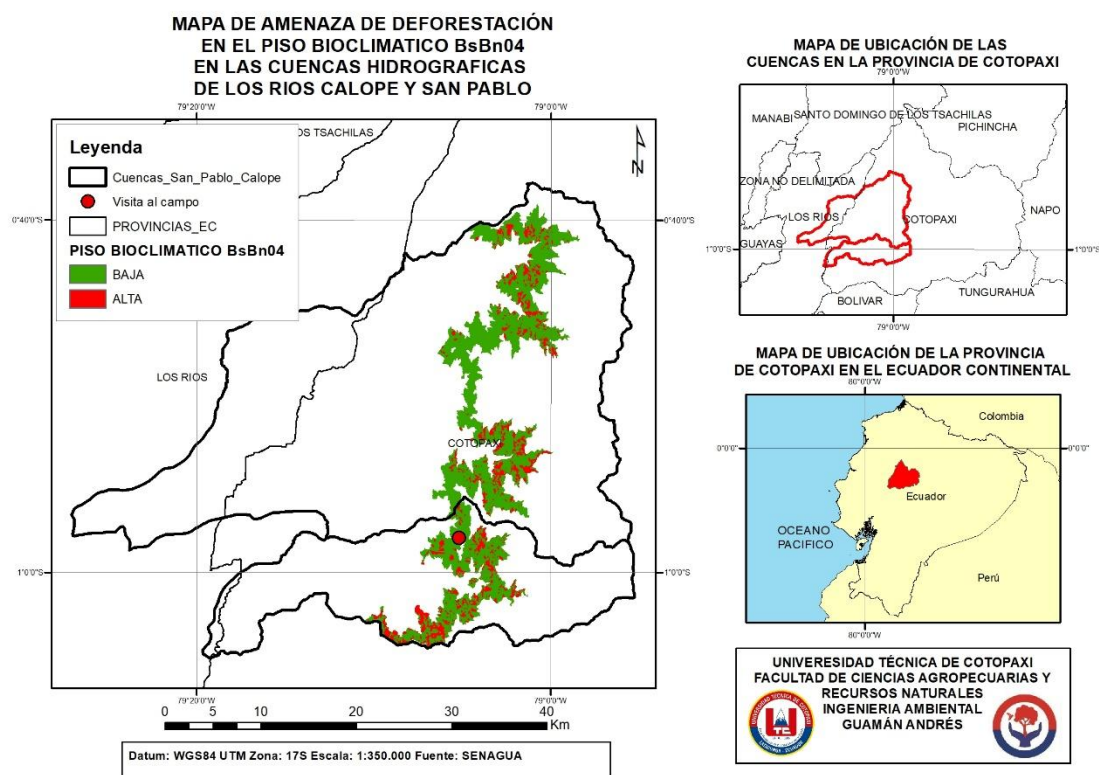 MAPA DE AMENAZA DE DEFORESTACIÓN
EN EL PISO BIOCLIMATICO BsBn04
EN LAS CUENCAS HIDROGRAFICAS
DE LOS RIOS CALOPE Y SAN PABLO
79°20'0"W
79°0'0"W
OS TSACHILAS
Leyenda
Cuencas_San_Pablo_Calope
Visita al campo
PROVINCIAS_EC
PISO BIOCLIMATICO BsBn04
BAJA
ALTA
N
0°40'0"S
0°40'0"S
LOS RIOS
COTOPAXI
1°0'0"S
1°0'0"S
79°20'0"W
79°0'0"W
0 5 10 20 30 40
Km
Datum: WGS84 UTM Zona: 17S Escala: 1:350.000 Fuente: SENAGUA
MAPA DE UBICACIÓN DE LAS
CUENCAS EN LA PROVINCIA DE COTOPAXI
79°0'0"W
MANABI
SANTO DOMINGO DE LOS TSACHILAS
PICHINCHA
ZONA NO DELIMITADA
NAPO
LOS RIOS
COTOPAXI
GUAYAS
1°0'0"S
1°0'0"S
BOLIVAR
TUNGURAHUA
79°0'0"W
MAPA DE UBICACIÓN DE LA PROVINCIA
DE COTOPAXI EN EL ECUADOR CONTINENTAL
80°0'0"W
Colombia
0°0'0"
0°0'0"
Ecuador
OCEANO
PACIFICO
Perú
80°0'0"W
UNIVERESIDAD TÉCNICA DE COTOPAXI
FACULTAD DE CIENCIAS AGROPECUARIAS Y
RECURSOS NATURALES
INGENIERIA AMBIENTAL
GUAMÁN ANDRÉS